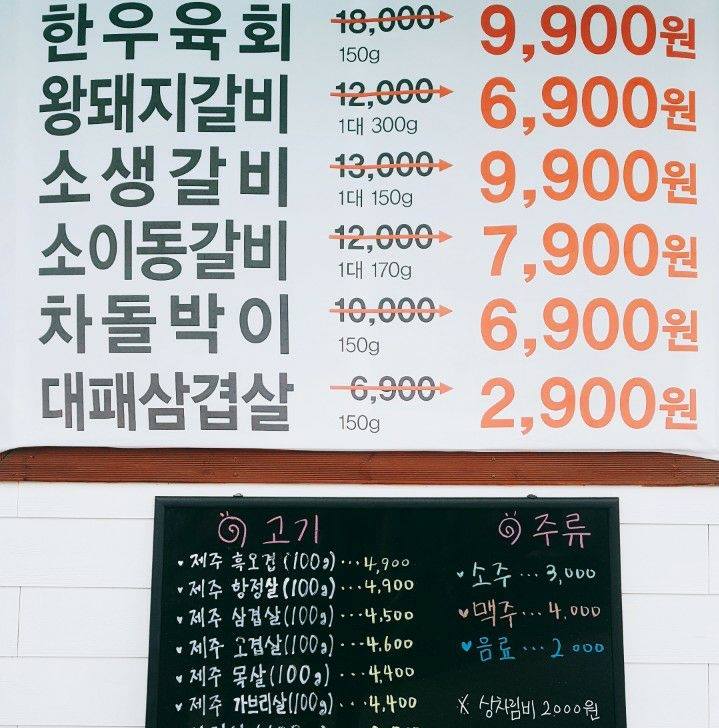 한우육회 18,000 9,900원
150g
왕돼지갈비 12,000 6,900원
1대 300g
소생갈비 13,000 9,900원
1대 150g
소이동갈비 12,000 7,900원
1대 170g
차돌박이 10,000 6,900원
150g
대패삼겹살 6,900 2,900원
150g
고기
제주 흑오겹 (100g)...4,900
제주 항정살(100g)...4,900
제주 삼겹살(100g)...4,500
제주 오겹살(100g)...4,600
제주 목살(100g)...4,400
제주 가브리살(100g)...4,400
주류
소주...3,000
맥주...4.000
음료...2000
※ 상차림비 2000원